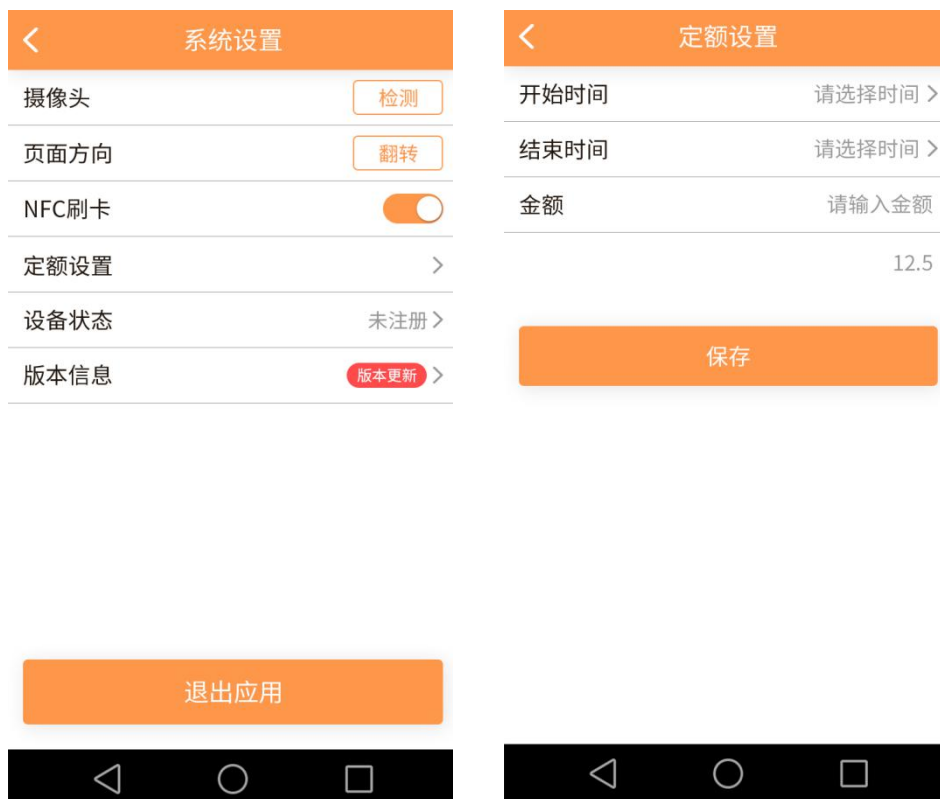 系统设置
摄像头 检测
页面方向 翻转
NFC刷卡
定额设置
设备状态 未注册
版本信息 版本更新
退出应用
定额设置
开始时间 请选择时间
结束时间 请选择时间
金额 请输入金额
12.5
保存